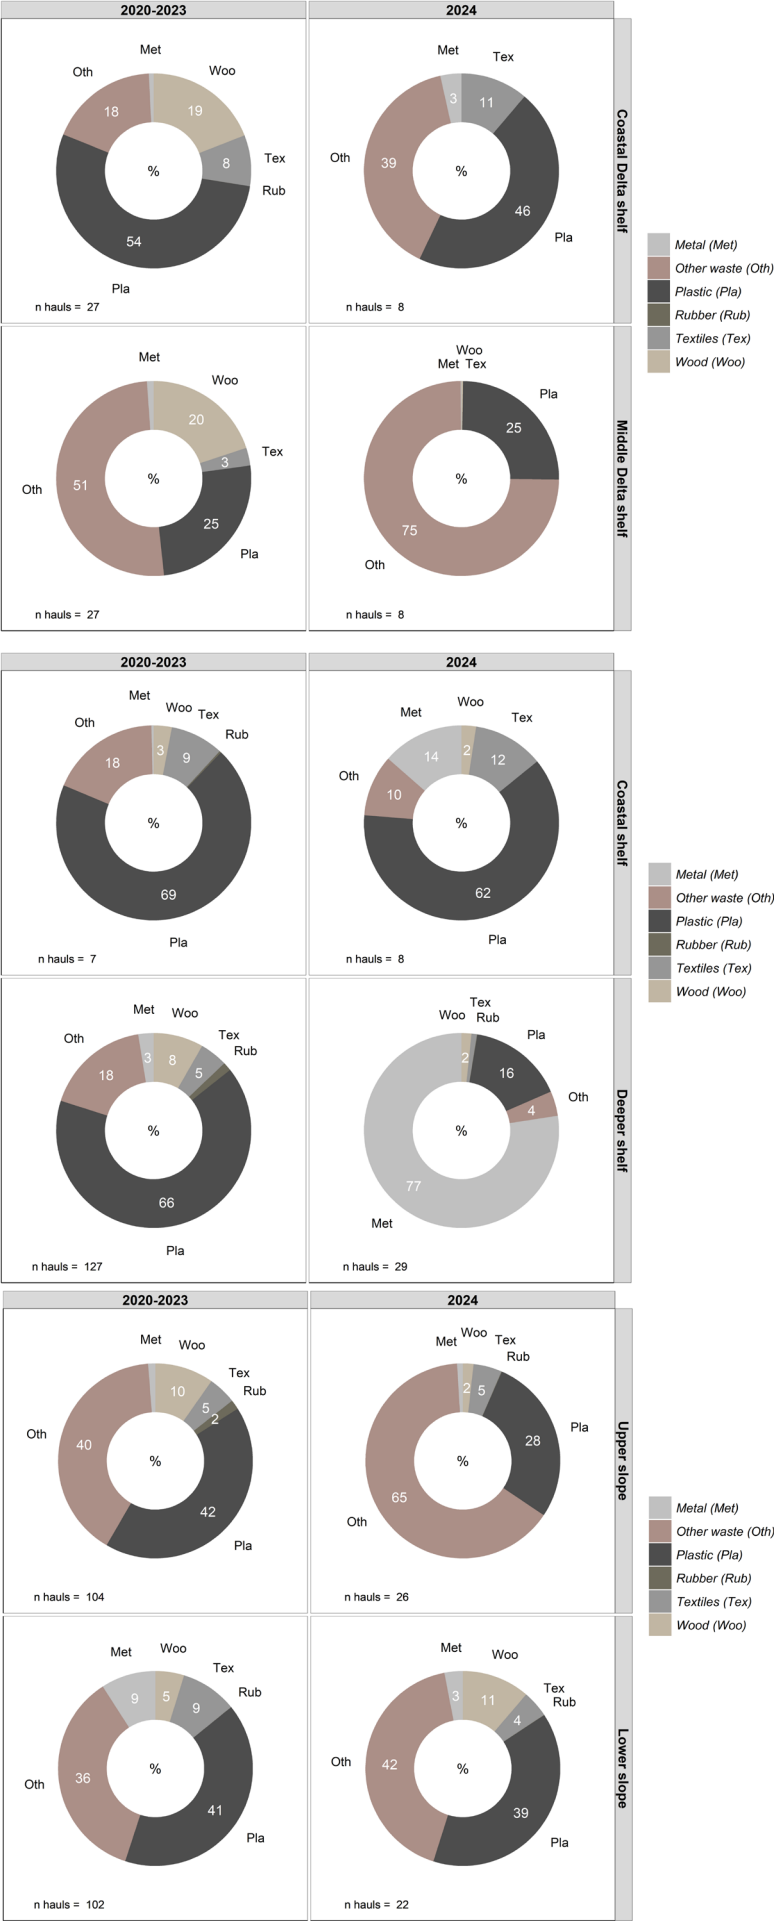 2020-2023
2024
Met
Oth
Woo
18
19
8
Tex
Rub
%
54
Pla
n hauls = 27
Met
Tex
3
11
Oth
39
%
46
Pla
n hauls = 8
Coastal Delta shelf
Met
Woo
20
Tex
3
Oth
51
%
25
Pla
n hauls = 27
Woo
Met Tex
Pla
25
%
75
Oth
n hauls = 8
Middle Delta shelf
Metal (Met)
Other waste (Oth)
Plastic (Pla)
Rubber (Rub)
Textiles (Tex)
Wood (Woo)
2020-2023
2024
Met
Woo
Tex
Oth
Rub
18
3
9
%
69
Pla
n hauls = 7
Woo
Met
Tex
14
2
12
Oth
10
%
62
Pla
n hauls = 8
Coastal shelf
Met
Woo
Oth
Tex
Rub
18
3
8
5
%
66
Pla
n hauls = 127
Tex
Woo
Rub
Pla
2
16
Oth
4
%
77
Met
n hauls = 29
Deeper shelf
Metal (Met)
Other waste (Oth)
Plastic (Pla)
Rubber (Rub)
Textiles (Tex)
Wood (Woo)
2020-2023
2024
Met
Woo
Tex
Rub
10
5
2
Oth
40
%
42
Pla
n hauls = 104
Woo
Met
Tex
Rub
2
5
Pla
28
%
65
Oth
n hauls = 26
Upper slope
Met
Woo
Tex
Rub
9
5
9
Oth
36
%
41
Pla
n hauls = 102
Met
Woo
Tex
Rub
3
11
4
Oth
42
%
39
Pla
n hauls = 22
Lower slope
Metal (Met)
Other waste (Oth)
Plastic (Pla)
Rubber (Rub)
Textiles (Tex)
Wood (Woo)